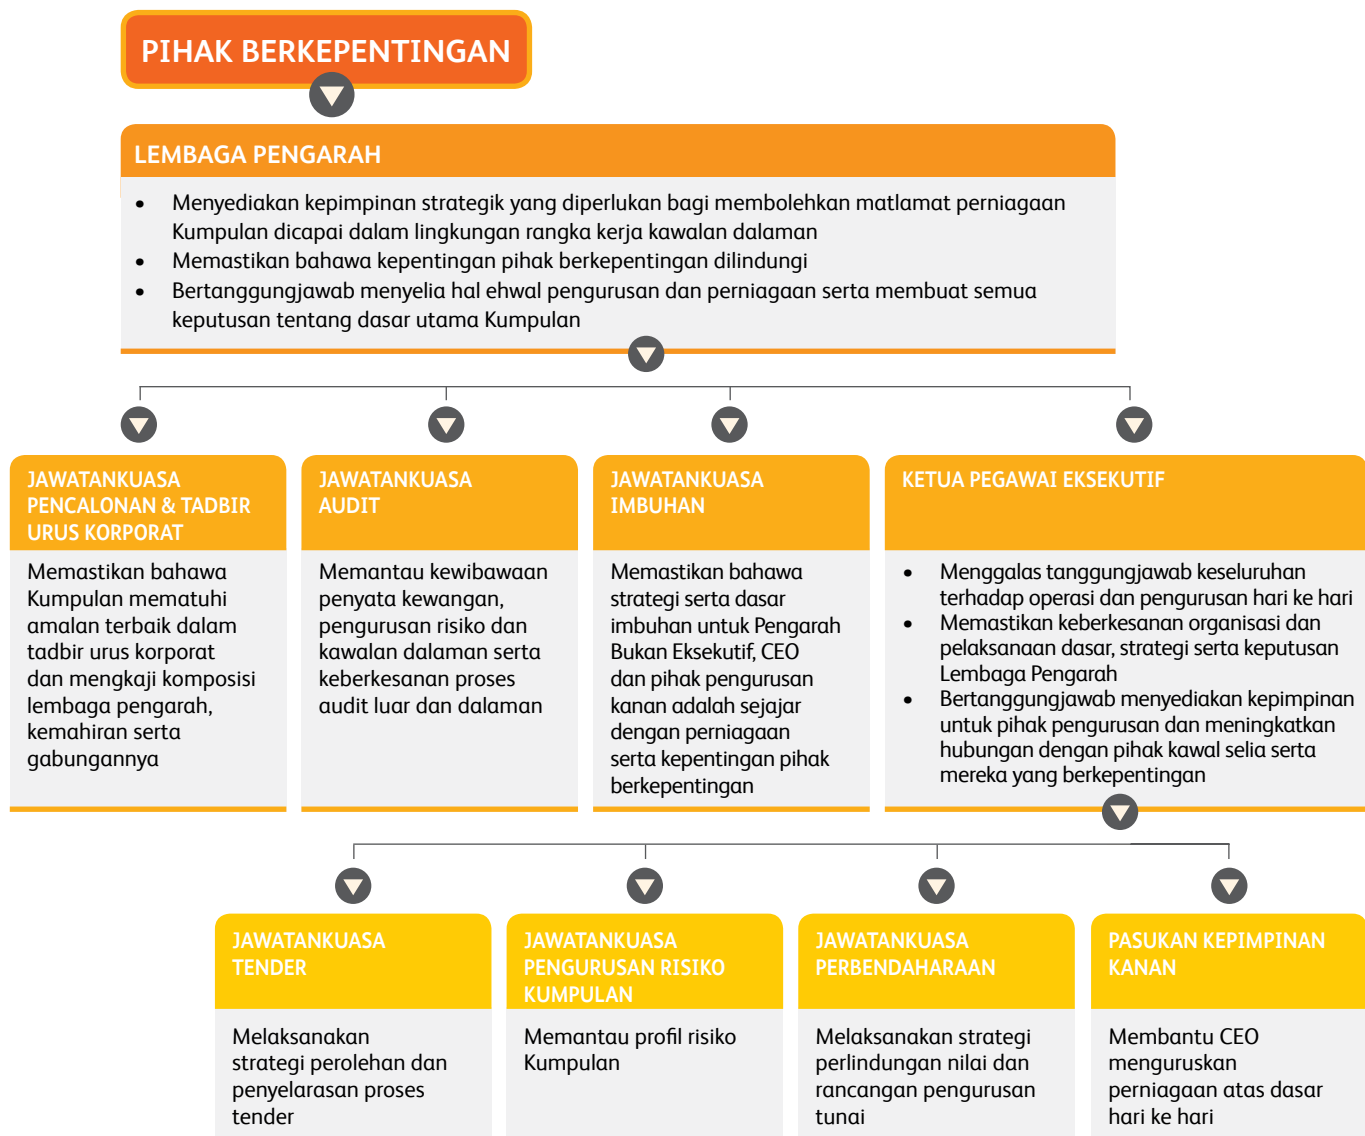 PIHAK BERKEPENTINGAN
LEMBAGA PENGARAH
• Menyediakan kepimpinan strategik yang diperlukan bagi membolehkan matlamat perniagaan
Kumpulan dicapai dalam lingkungan rangka kerja kawalan dalaman
• Memastikan bahawa kepentingan pihak berkepentingan dilindungi
• Bertanggungjawab menyelia hal ehwal pengurusan dan perniagaan serta membuat semua
keputusan tentang dasar utama Kumpulan
JAWATANKUASA
PENCALONAN & TADBIR
URUS KORPORAT
Memastikan bahawa
Kumpulan mematuhi
amalan terbaik dalam
tadbir urus korporat
dan mengkaji komposisi
lembaga pengarah,
kemahiran serta
gabungannya
JAWATANKUASA
AUDIT
Memantau kewibawaan
penyata kewangan,
pengurusan risiko dan
kawalan dalaman serta
keberkesanan proses
audit luar dan dalaman
JAWATANKUASA
IMBUHAN
Memastikan bahawa
strategi serta dasar
imbuhan untuk Pengarah
Bukan Eksekutif, CEO
dan pihak pengurusan
kanan adalah sejajar
dengan perniagaan
serta kepentingan pihak
berkepentingan
KETUA PEGAWAI EKSEKUTIF
• Menggalas tanggungjawab keseluruhan
terhadap operasi dan pengurusan hari ke hari
• Memastikan keberkesanan organisasi dan
pelaksanaan dasar, strategi serta keputusan
Lembaga Pengarah
• Bertanggungjawab menyediakan kepimpinan
untuk pihak pengurusan dan meningkatkan
hubungan dengan pihak kawal selia serta
mereka yang berkepentingan
JAWATANKUASA
TENDER
Melaksanakan
strategi perolehan dan
penyelarasan proses
tender
JAWATANKUASA
PENGURUSAN RISIKO
KUMPULAN
Memantau profil risiko
Kumpulan
JAWATANKUASA
PERBENDAHARAAN
Melaksanakan strategi
perlindungan nilai dan
rancangan pengurusan
tunai
PASUKAN KEPIMPINAN
KANAN
Membantu CEO
menguruskan
perniagaan atas dasar
hari ke hari